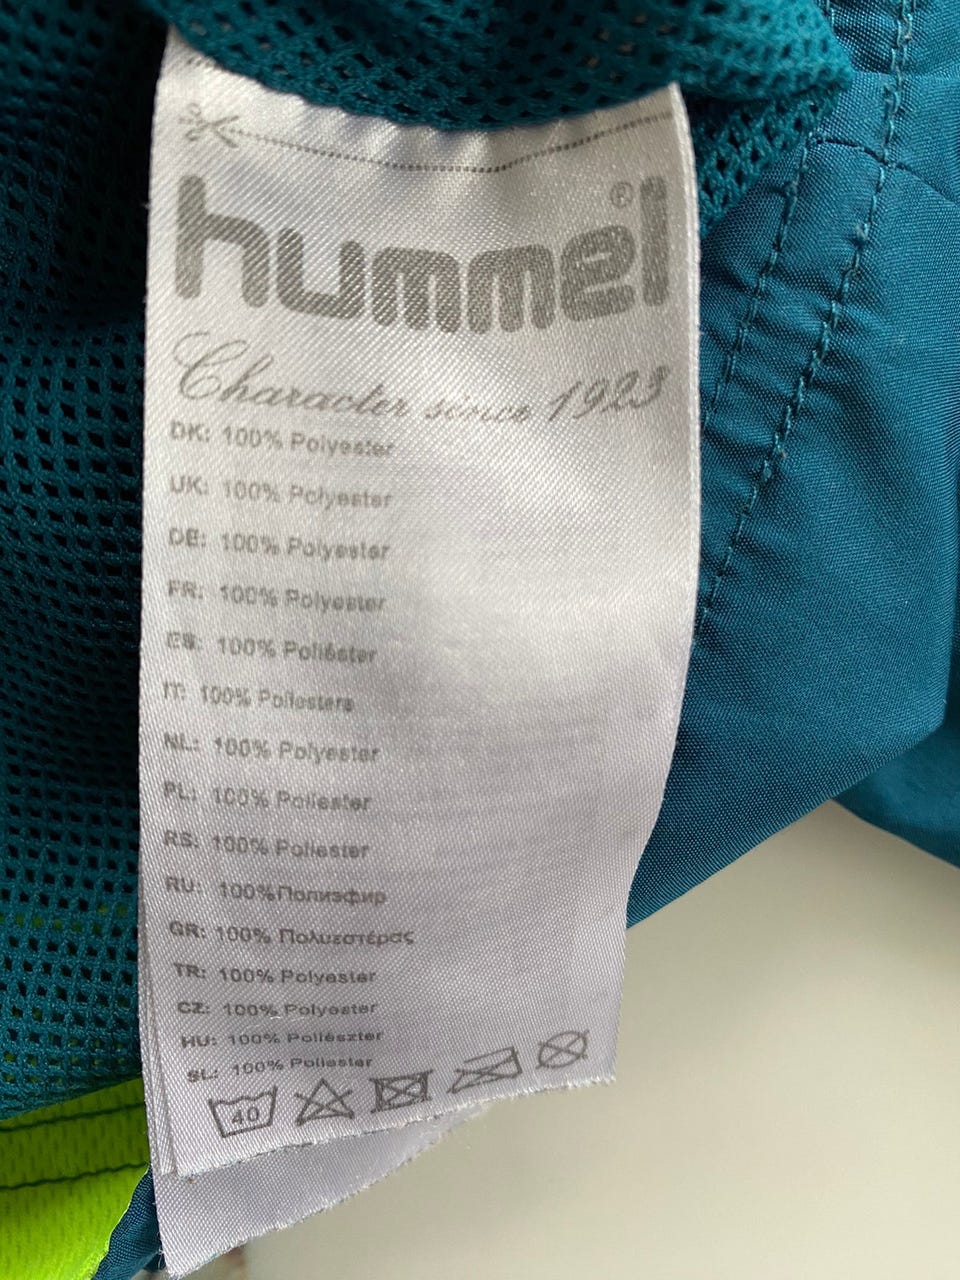 hummel®
Character since 1923
DK: 100% Polyester
UK: 100% Polyester
DE: 100% Polyester
FR: 100% Polyester
ES: 100% Poliéster
IT: 100% Poliestere
NL: 100% Polyester
PL: 100% Poliester
RS: 100% Poliester
RU: 100%Полиэфир
GR: 100% Πολυεστέρας
TR: 100% Polyester
CZ: 100% Polyester
HU: 100% Poliészter
SL: 100% Poliester
40